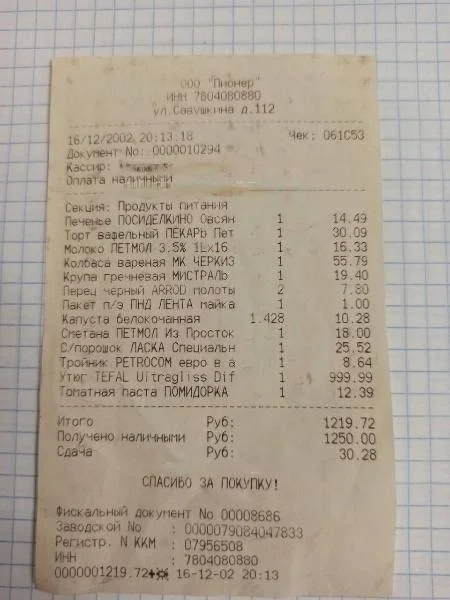 ООО "Пионер"
ИНН 7804080880
ул.Савушкина д.112
16/12/2002 20:13:18 Чек: 061C53
Документ No: 0000010294
Кассир:
Оплата наличными
Секция: Продукты питания
Печенье ПОСИДЕЛКИНО Овсян 1 14.49
Торт вафельный ПЕКАРЬ Пет 1 30.09
Молоко ПЕТМОЛ 3.5% 1Lx16 1 16.33
Колбаса вареная МК ЧЕРКИЗ 1 55.79
Крупа гречневая МИСТРАЛЬ 1 19.40
Перец черный ARROD молоты 2 7.80
Пакет п/э ПНД ЛЕНТА майка 1 1.00
Капуста белокочанная 1.428 10.28
Сметана ПЕТМОЛ Из Просток 1 18.00
С/порошок ЛАСКА Специальн 1 25.52
Тройник PETROCOM евро в а 1 8.64
Утюг TEFAL Ultragliss Dif 1 999.99
Томатная паста ПОМИДОРКА 1 12.39
Итого Руб: 1219.72
Получено наличными Руб: 1250.00
Сдача Руб: 30.28
СПАСИБО ЗА ПОКУПКУ!
Фискальный документ No 00008686
Заводской No : 0000079084047833
Регистр. N ККМ : 07956508
ИНН : 7804080880
0000001219.72 16-12-02 20:13